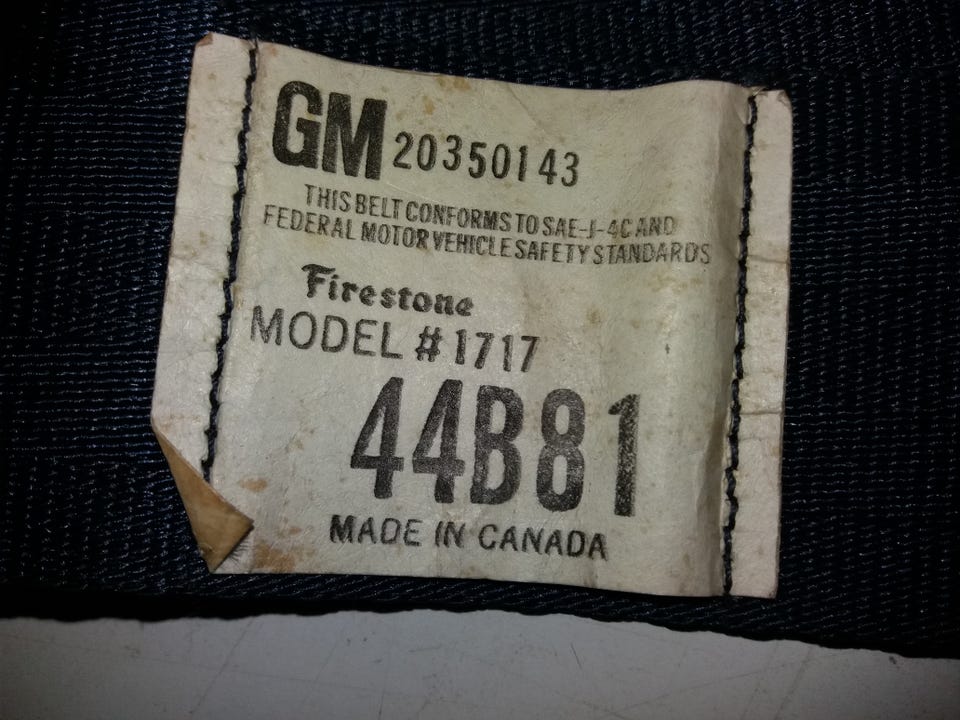 GM 20350143
THIS BELT CONFORMS TO SAE-J-4C AND
FEDERAL MOTOR VEHICLE SAFETY STANDARDS
Firestone
MODEL #1717
44B81
MADE IN CANADA